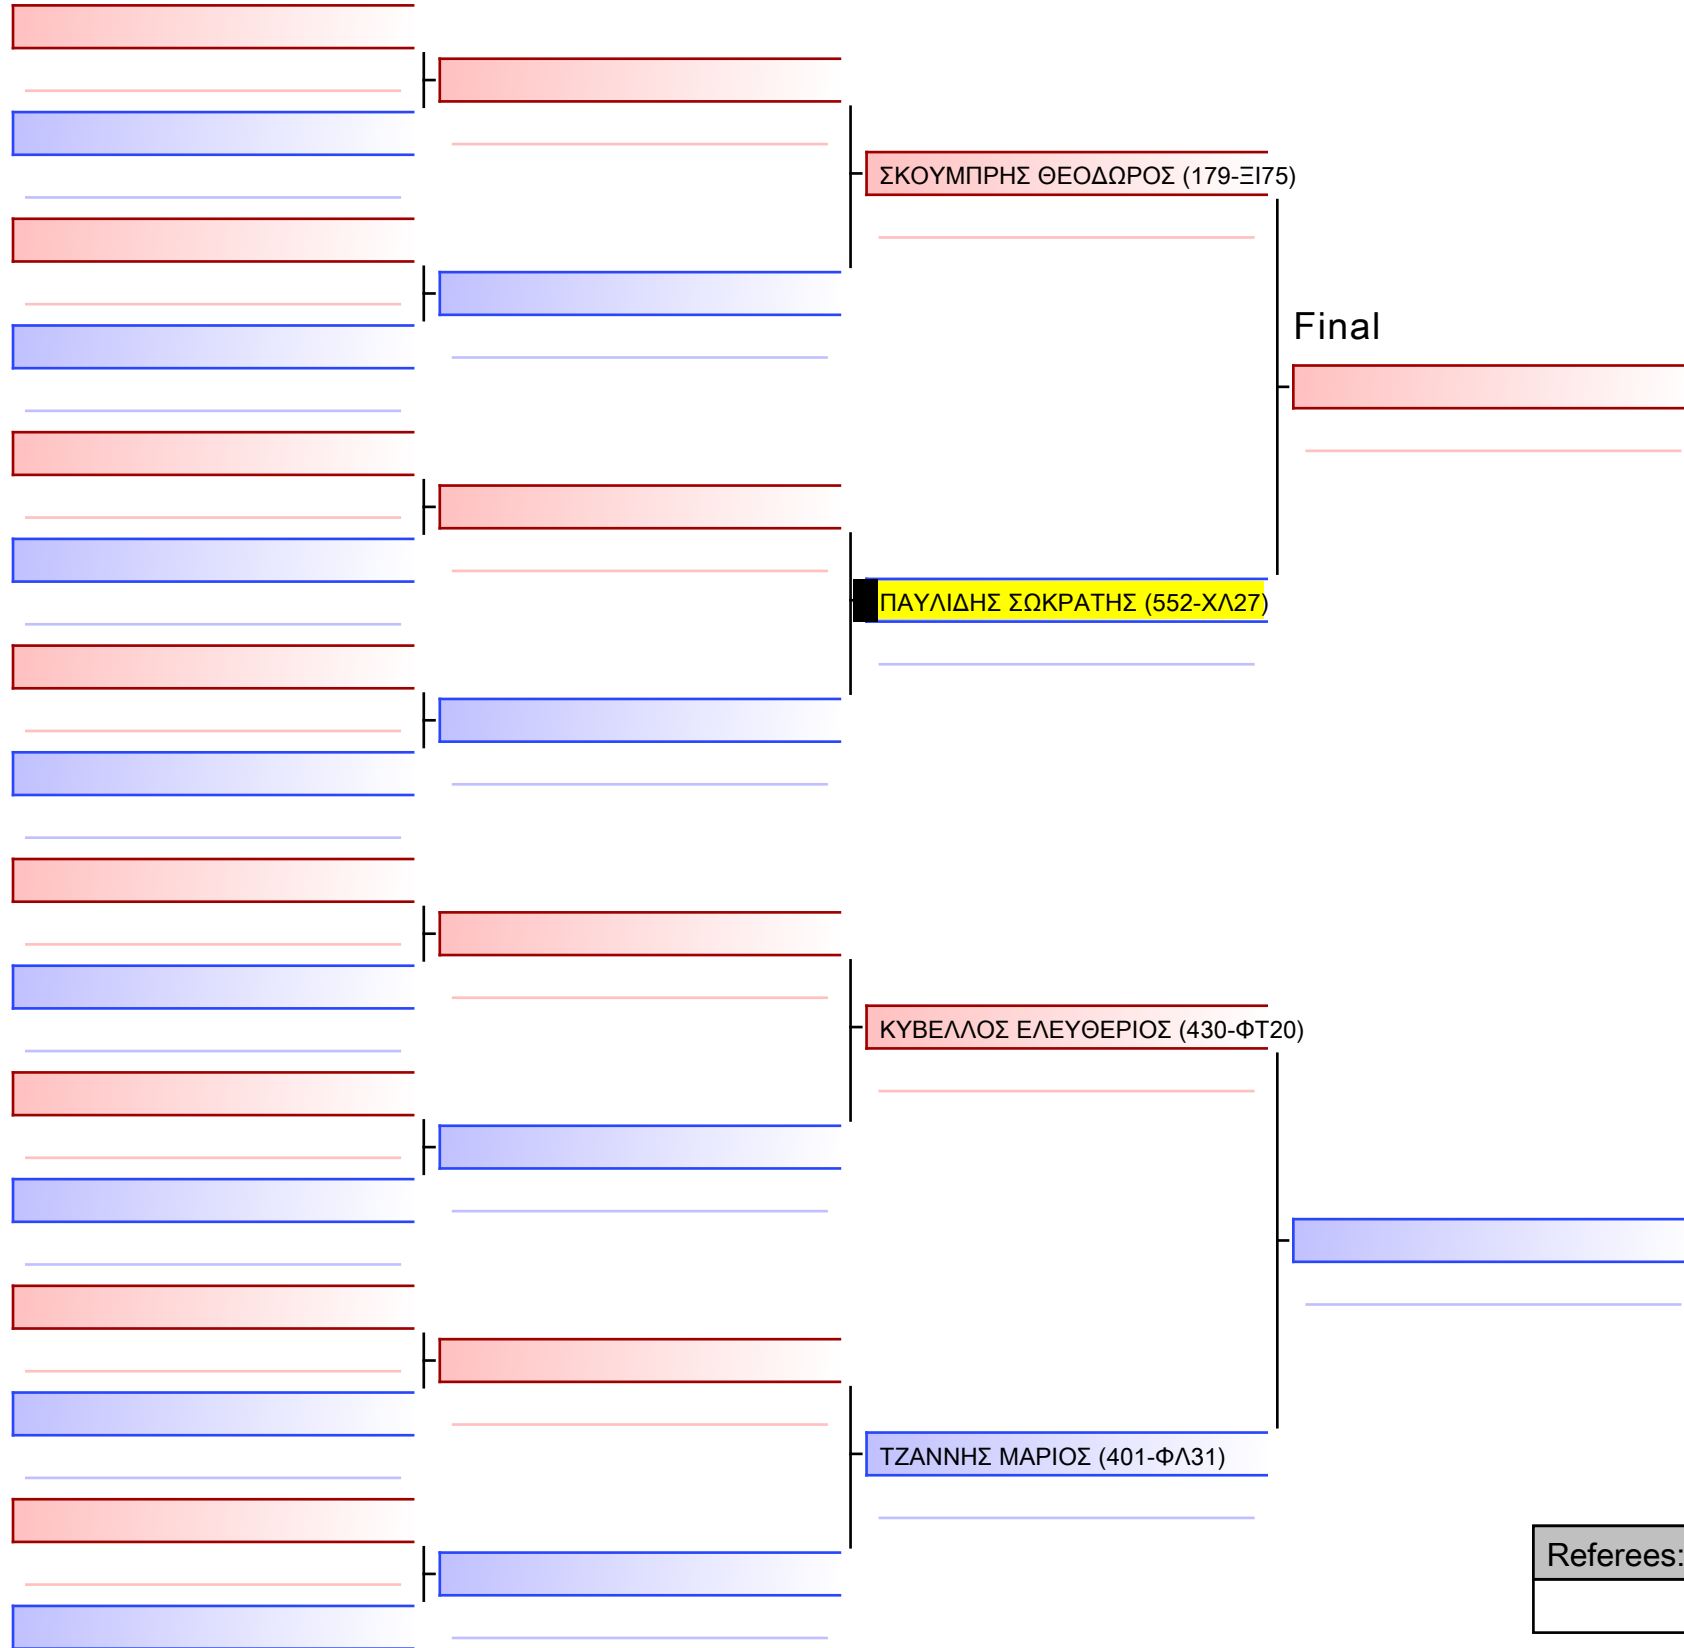 ΣΚΟΥΜΠΡΗΣ ΘΕΟΔΩΡΟΣ (179-ΞΙ75)
Final
ΠΑΥΛΙΔΗΣ ΣΩΚΡΑΤΗΣ (552-ΧΛ27)
ΚΥΒΕΛΛΟΣ ΕΛΕΥΘΕΡΙΟΣ (430-ΦΤ20)
ΤΖΑΝΝΗΣ ΜΑΡΙΟΣ (401-ΦΛ31)
Referees: